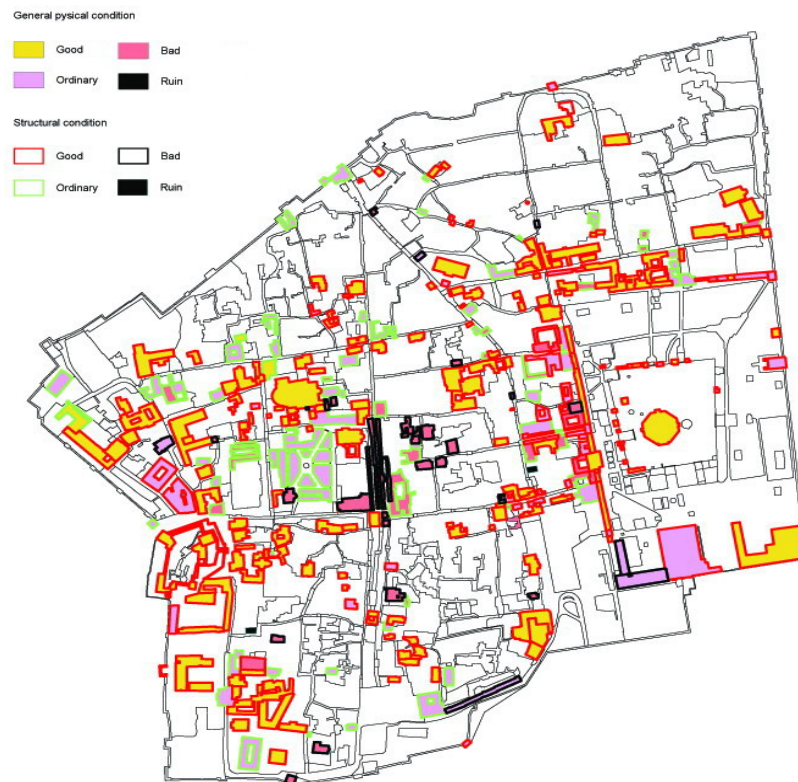 General pysical condition
Good
Bad
Ordinary
Ruin
Structural condition
Good
Bad
Ordinary
Ruin